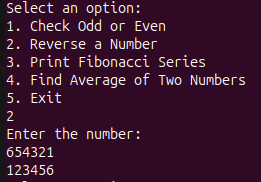 Select an option:
1. Check Odd or Even
2. Reverse a Number
3. Print Fibonacci Series
4. Find Average of Two Numbers
5. Exit
2
Enter the number:
654321
123456